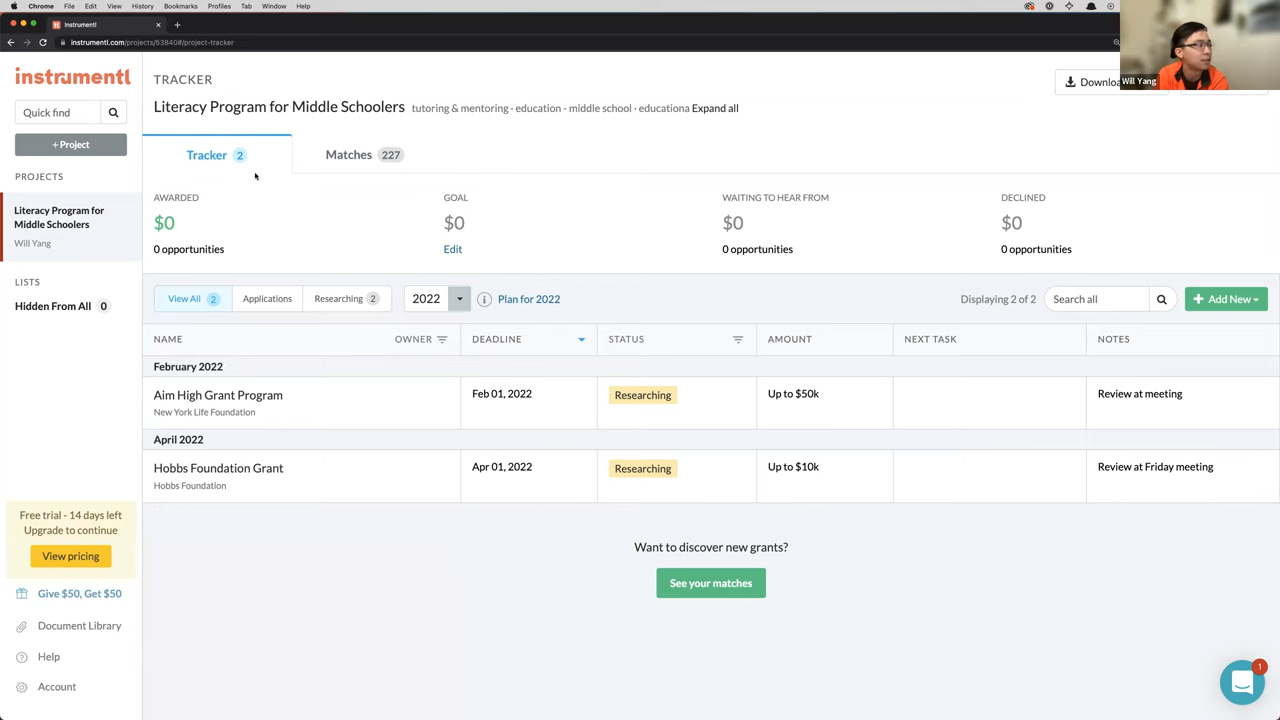 Chrome File Edit View History Bookmarks Profiles Tab Window Help
Instrumentl
instrumentl.com/projects/53840#/project-tracker
instrumentl
Quick find
+ Project
PROJECTS
Literacy Program for
Middle Schoolers
Will Yang
LISTS
Hidden From All 0
Free trial - 14 days left
Upgrade to continue
View pricing
Give $50, Get $50
Document Library
Help
Account
TRACKER
Literacy Program for Middle Schoolers tutoring & mentoring · education - middle school · educationa Expand all
Downloa
Will Yang
Tracker 2
Matches 227
AWARDED
$0
0 opportunities
GOAL
$0
Edit
WAITING TO HEAR FROM
$0
0 opportunities
DECLINED
$0
0 opportunities
View All 2 Applications Researching 2 2022 i Plan for 2022 Displaying 2 of 2 Search all + Add New
NAME OWNER DEADLINE STATUS AMOUNT NEXT TASK NOTES
February 2022
Aim High Grant Program Feb 01, 2022 Researching Up to $50k Review at meeting
New York Life Foundation
April 2022
Hobbs Foundation Grant Apr 01, 2022 Researching Up to $10k Review at Friday meeting
Hobbs Foundation
Want to discover new grants?
See your matches
1